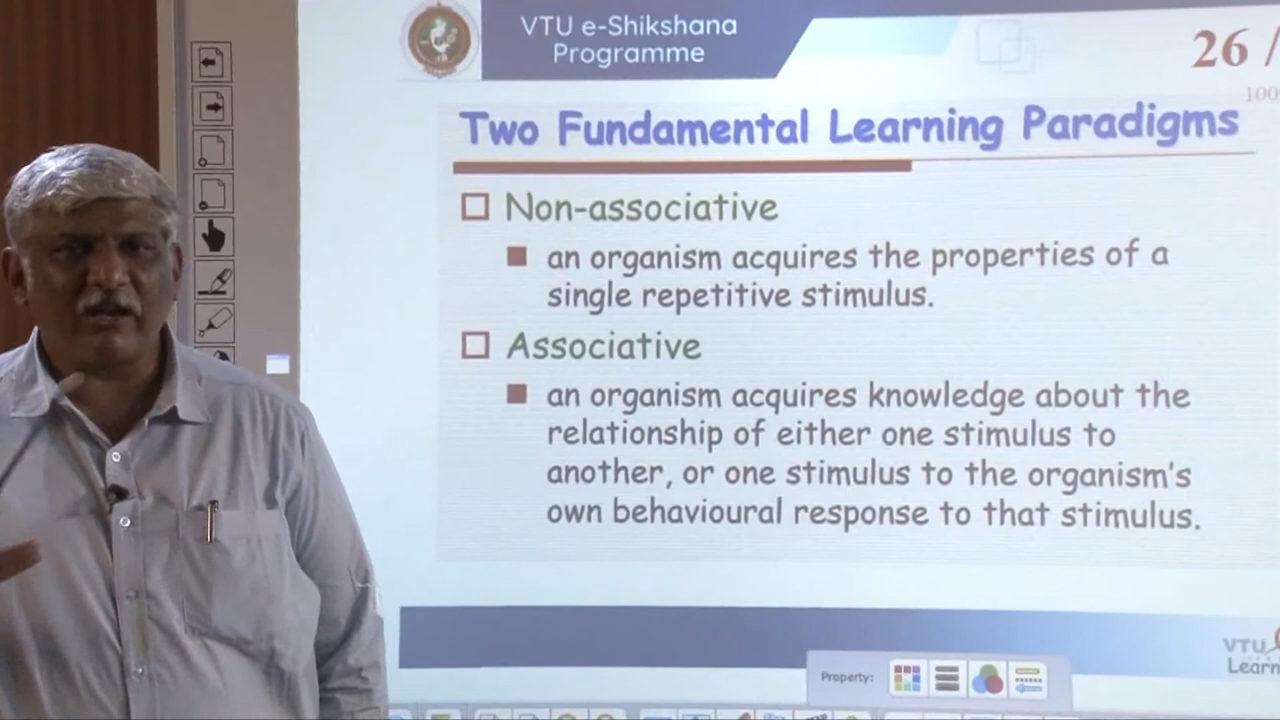 VTU e-Shikshana
Programme
26 /
100
Two Fundamental Learning Paradigms
Non-associative
an organism acquires the properties of a
single repetitive stimulus.
Associative
an organism acquires knowledge about the
relationship of either one stimulus to
another, or one stimulus to the organism's
own behavioural response to that stimulus.
VTU
Learn
Property: